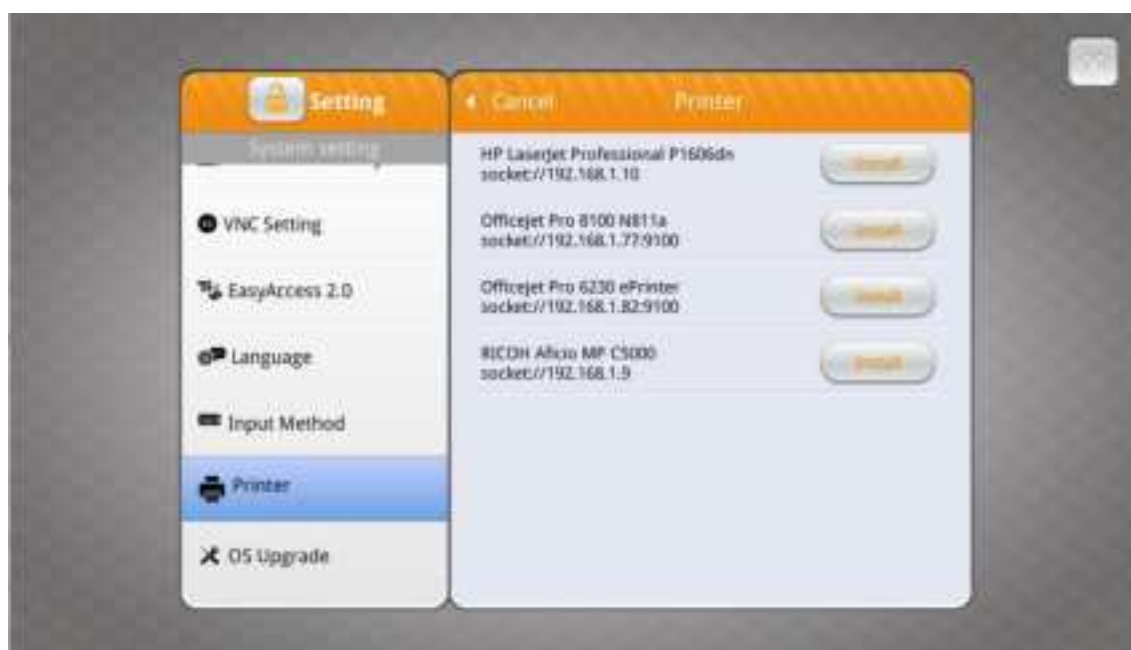 Setting
System setting
VNC Setting
EasyAccess 2.0
Language
Input Method
Printer
OS Upgrade
Cancel
Printer
HP LaserJet Professional P1606dn
socket://192.168.1.10
Install
Officejet Pro 8100 N811a
socket://192.168.1.77:9100
Install
Officejet Pro 6230 ePrinter
socket://192.168.1.82:9100
Install
RICOH Aficio MP C5000
socket://192.168.1.9
Install